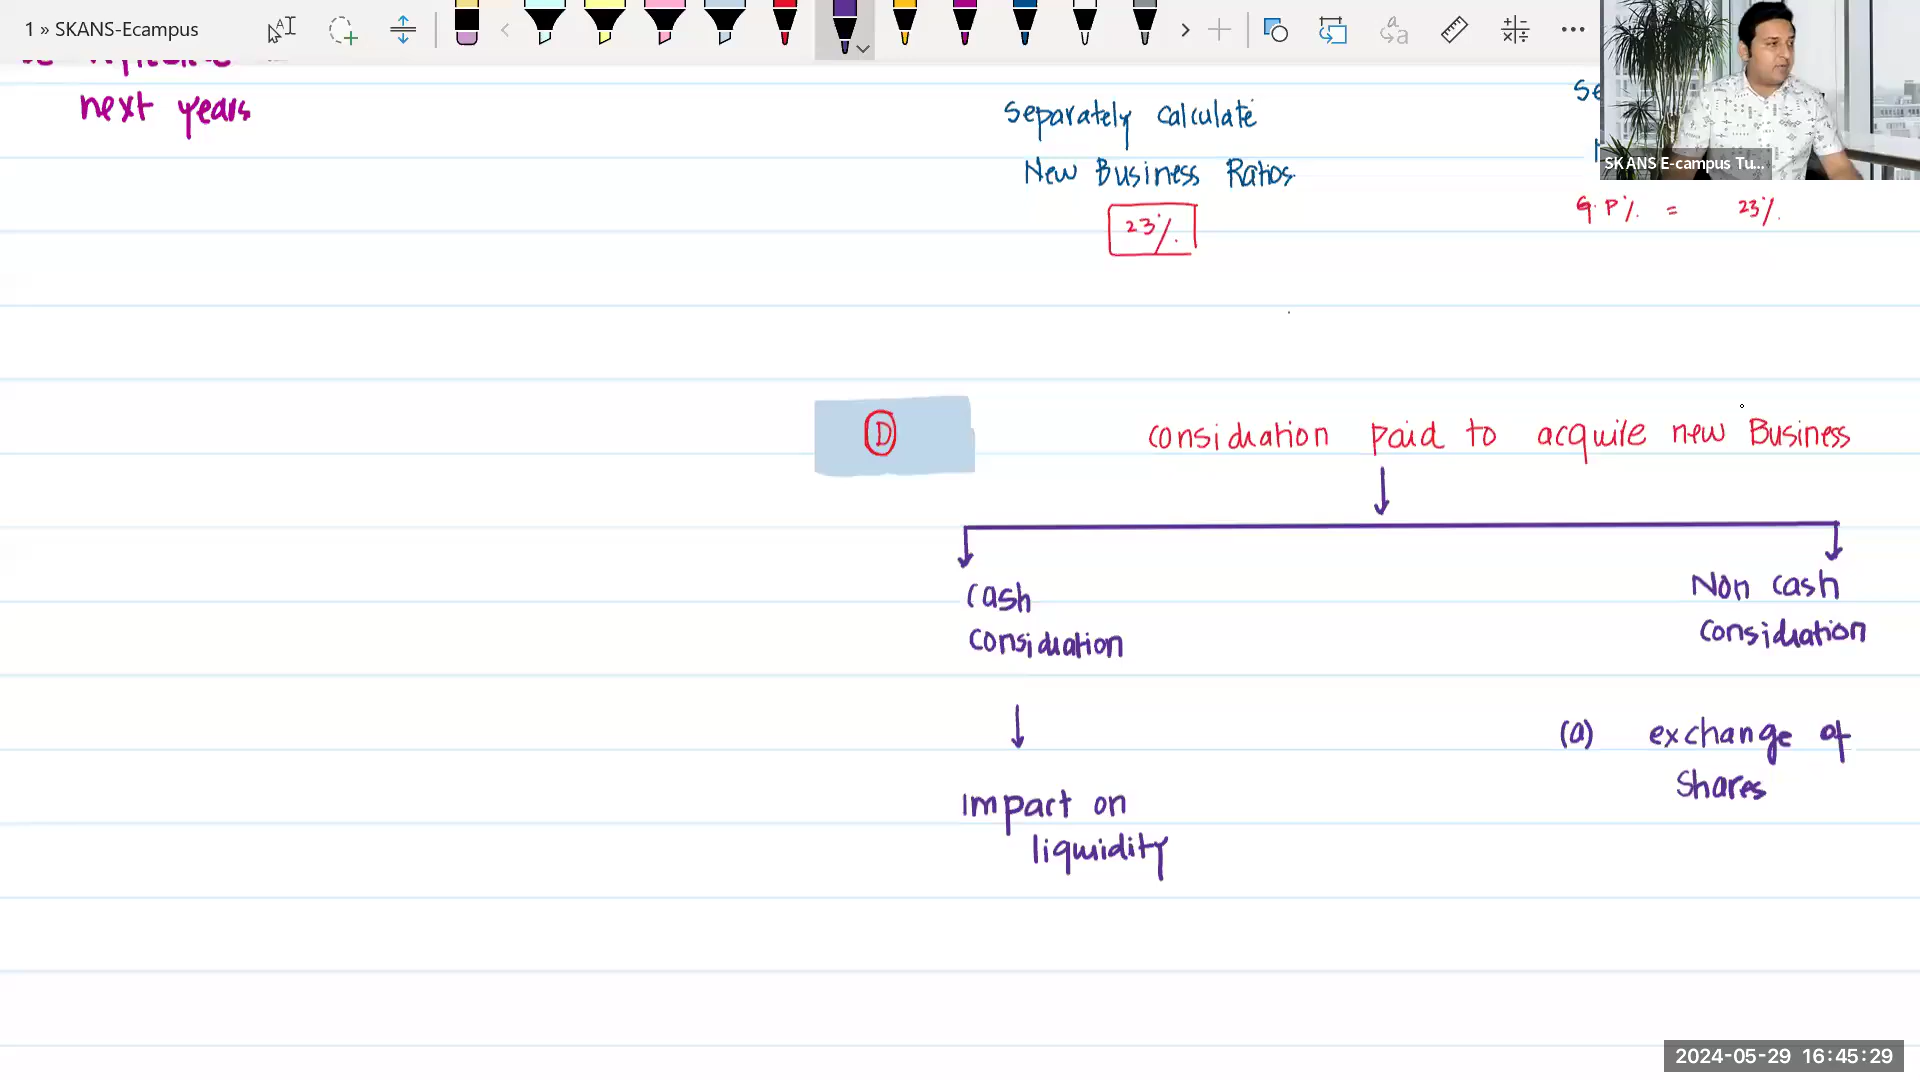 1 » SKANS-Ecampus
next years
Separately Calculate
New Business Ratios
23%
Se
SKANS E-campus Tu...
G.P% = 23%
D
Considration paid to acquire new Business
Cash
Considration
Non Cash
Considration
Impact on
liquidity
(a) exchange of
Shares
2024-05-29 16:45:29